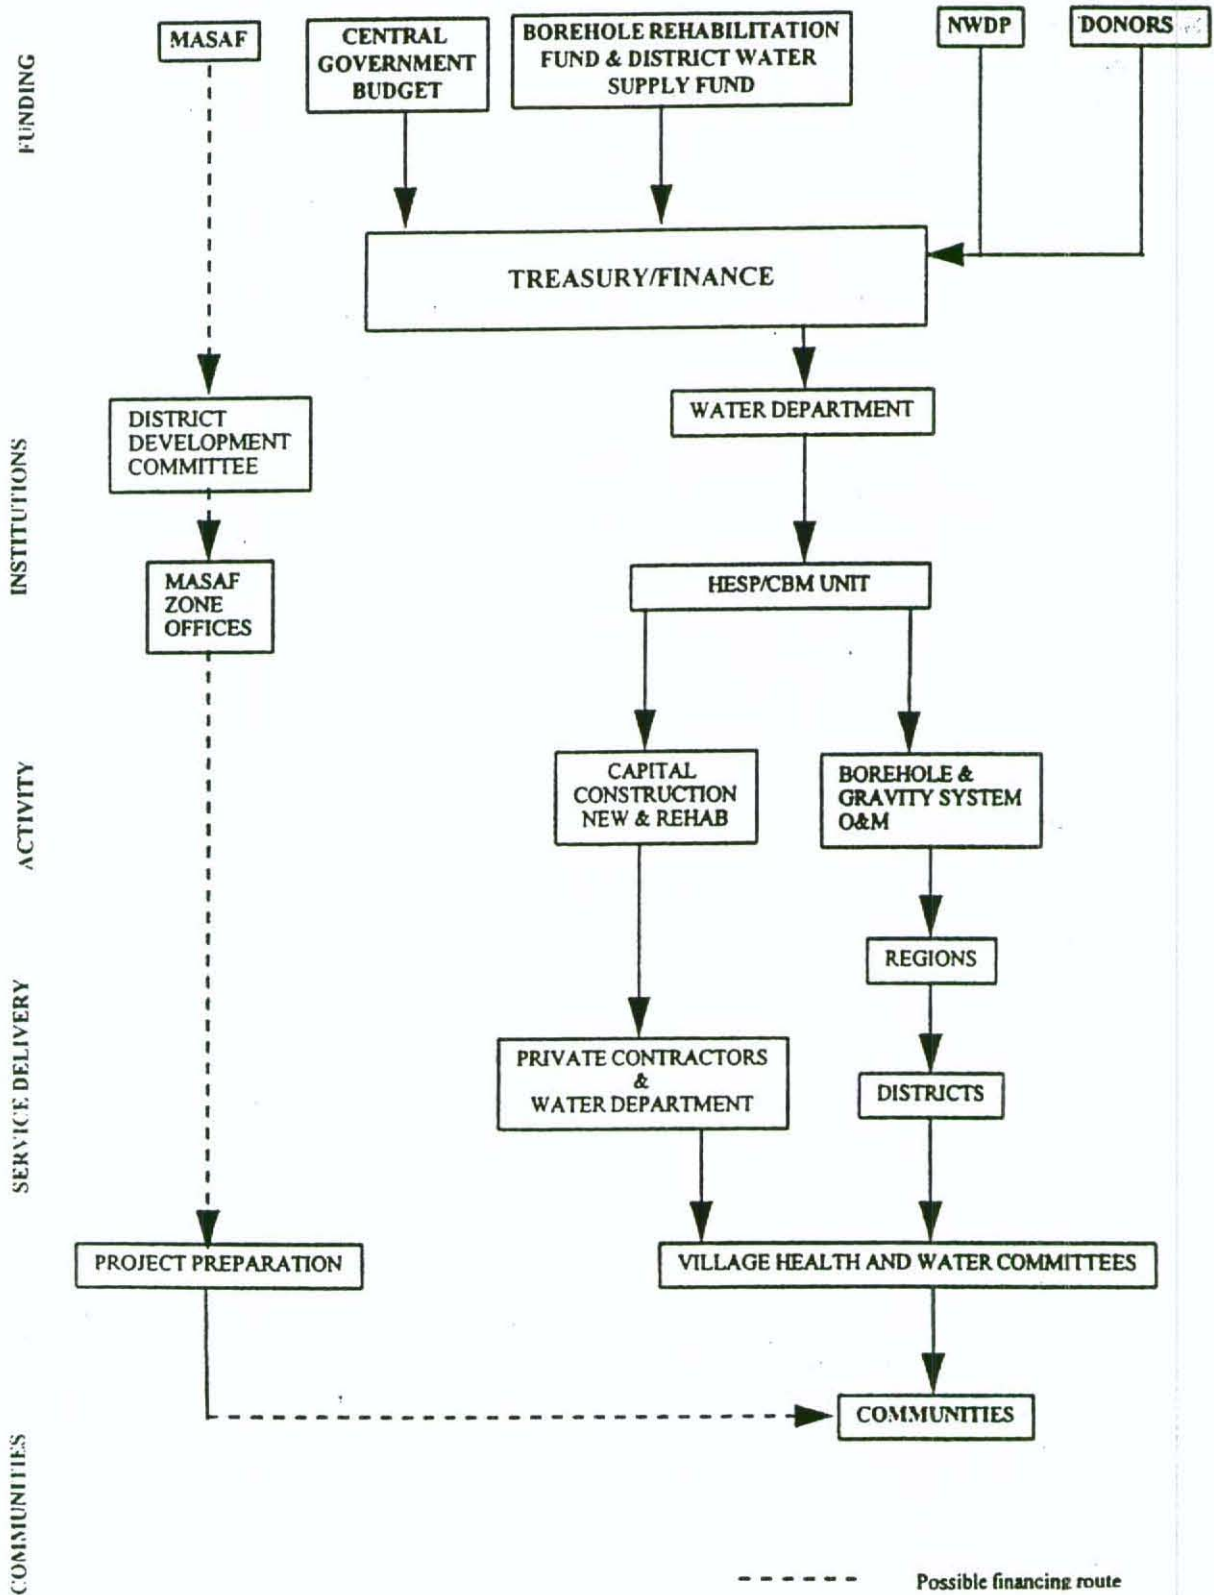 FUNDING
MASAF
CENTRAL
GOVERNMENT
BUDGET
BOREHOLE REHABILITATION
FUND & DISTRICT WATER
SUPPLY FUND
NWDP
DONORS
TREASURY/FINANCE
INSTITUTIONS
DISTRICT
DEVELOPMENT
COMMITTEE
WATER DEPARTMENT
MASAF
ZONE
OFFICES
HESP/CBM UNIT
ACTIVITY
CAPITAL
CONSTRUCTION
NEW & REHAB
BOREHOLE &
GRAVITY SYSTEM
O&M
REGIONS
SERVICE DELIVERY
PRIVATE CONTRACTORS
&
WATER DEPARTMENT
DISTRICTS
PROJECT PREPARATION
VILLAGE HEALTH AND WATER COMMITTEES
COMMUNITIES
COMMUNITIES
Possible financing route